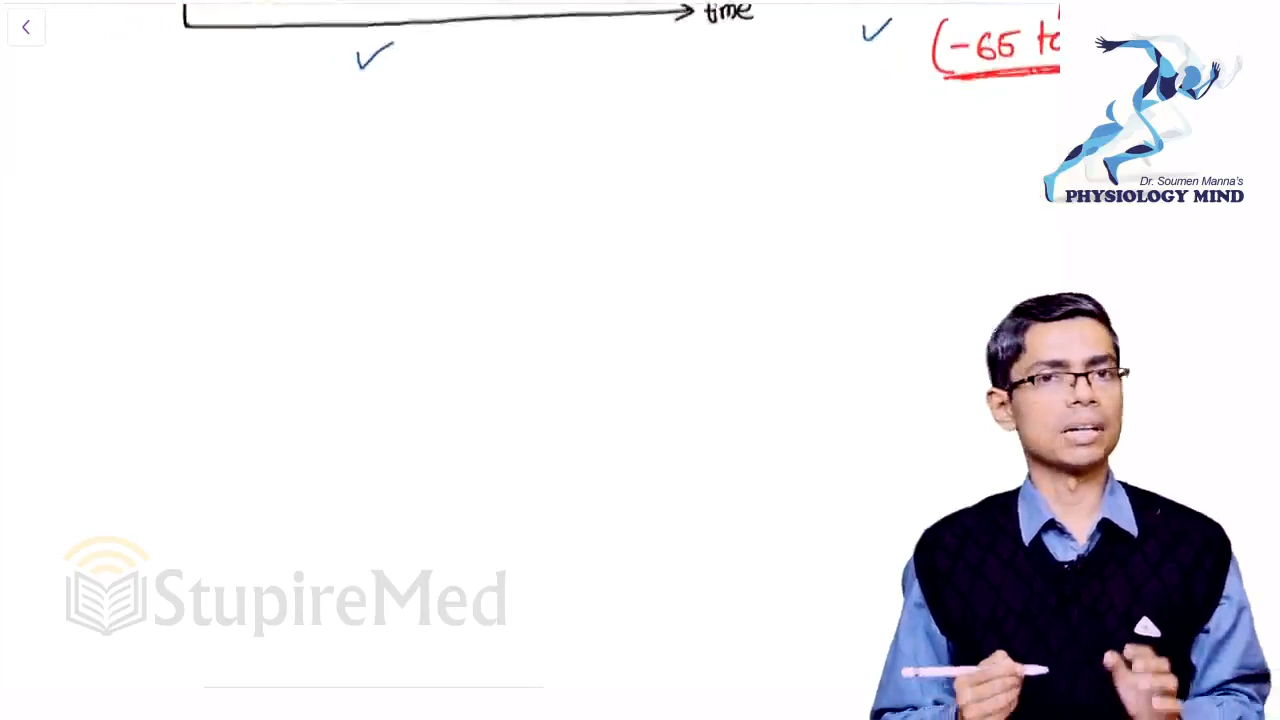 time
(-65 to
Dr. Soumen Manna's
PHYSIOLOGY MIND
StupireMed